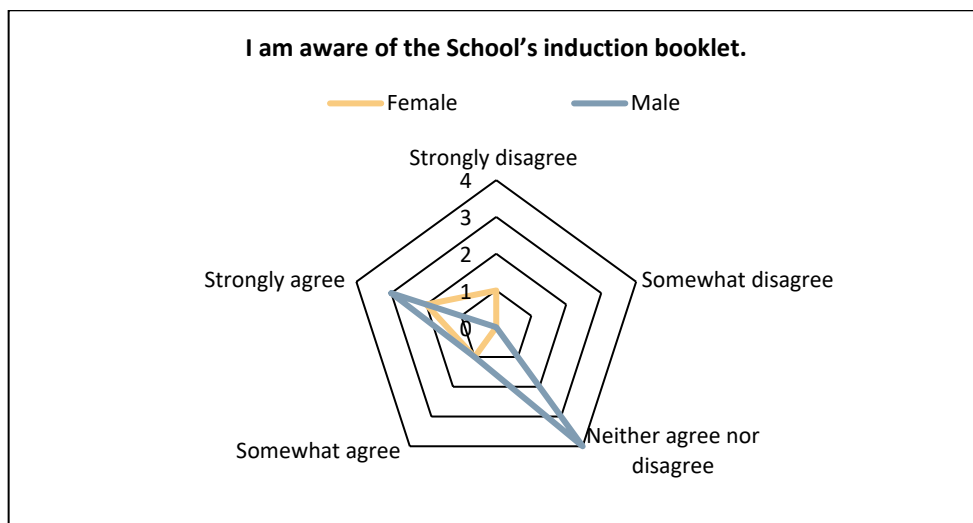 I am aware of the School’s induction booklet.
Female
Male
Strongly disagree
4
3
2
1
0
Strongly agree
Somewhat disagree
Somewhat agree
Neither agree nor
disagree